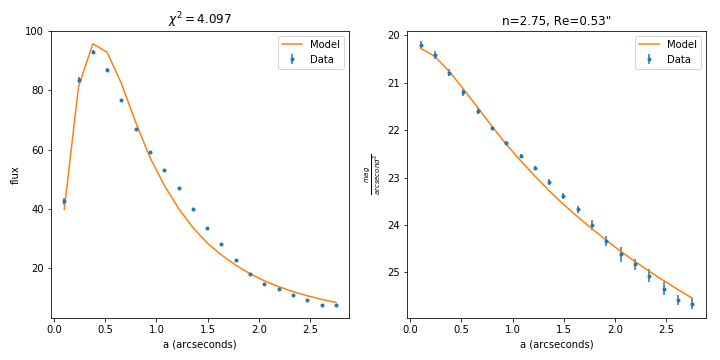 χ² = 4.097
Model
Data
100
80
60
40
20
flux
0.0 0.5 1.0 1.5 2.0 2.5
a (arcseconds)
n=2.75, Re=0.53"
Model
Data
20
21
22
23
24
25
mag
arcsecond²
0.0 0.5 1.0 1.5 2.0 2.5
a (arcseconds)